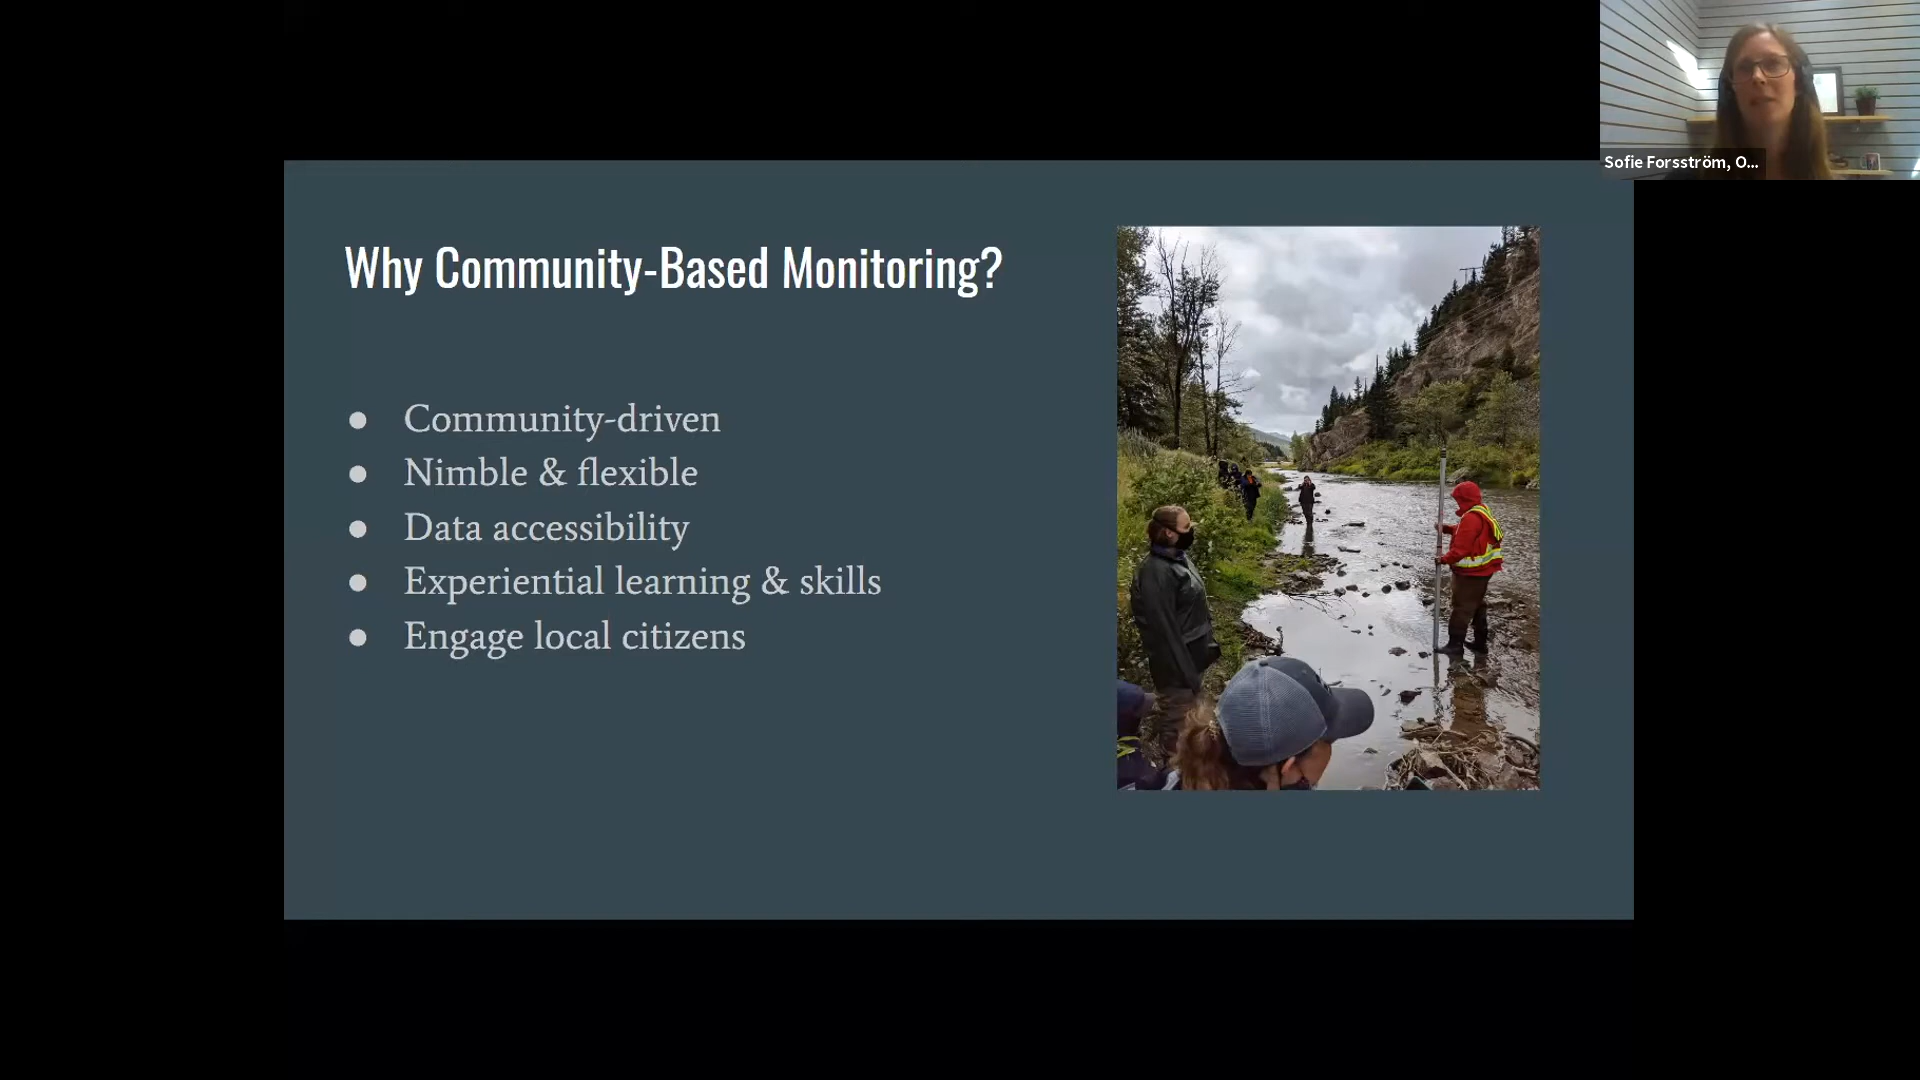 Sofie Forsström, O...
Why Community-Based Monitoring?
● Community-driven
● Nimble & flexible
● Data accessibility
● Experiential learning & skills
● Engage local citizens